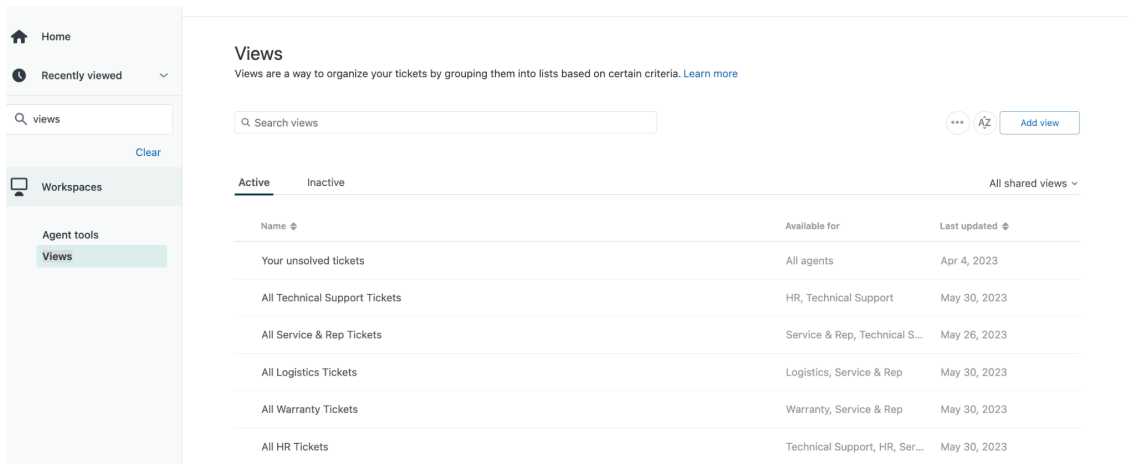 Home
Recently viewed
views
Clear
Workspaces
Agent tools
Views
Views
Views are a way to organize your tickets by grouping them into lists based on certain criteria. Learn more
Search views
••• AZ Add view
Active Inactive All shared views
Name Available for Last updated
Your unsolved tickets All agents Apr 4, 2023
All Technical Support Tickets HR, Technical Support May 30, 2023
All Service & Rep Tickets Service & Rep, Technical S... May 26, 2023
All Logistics Tickets Logistics, Service & Rep May 30, 2023
All Warranty Tickets Warranty, Service & Rep May 30, 2023
All HR Tickets Technical Support, HR, Ser... May 30, 2023